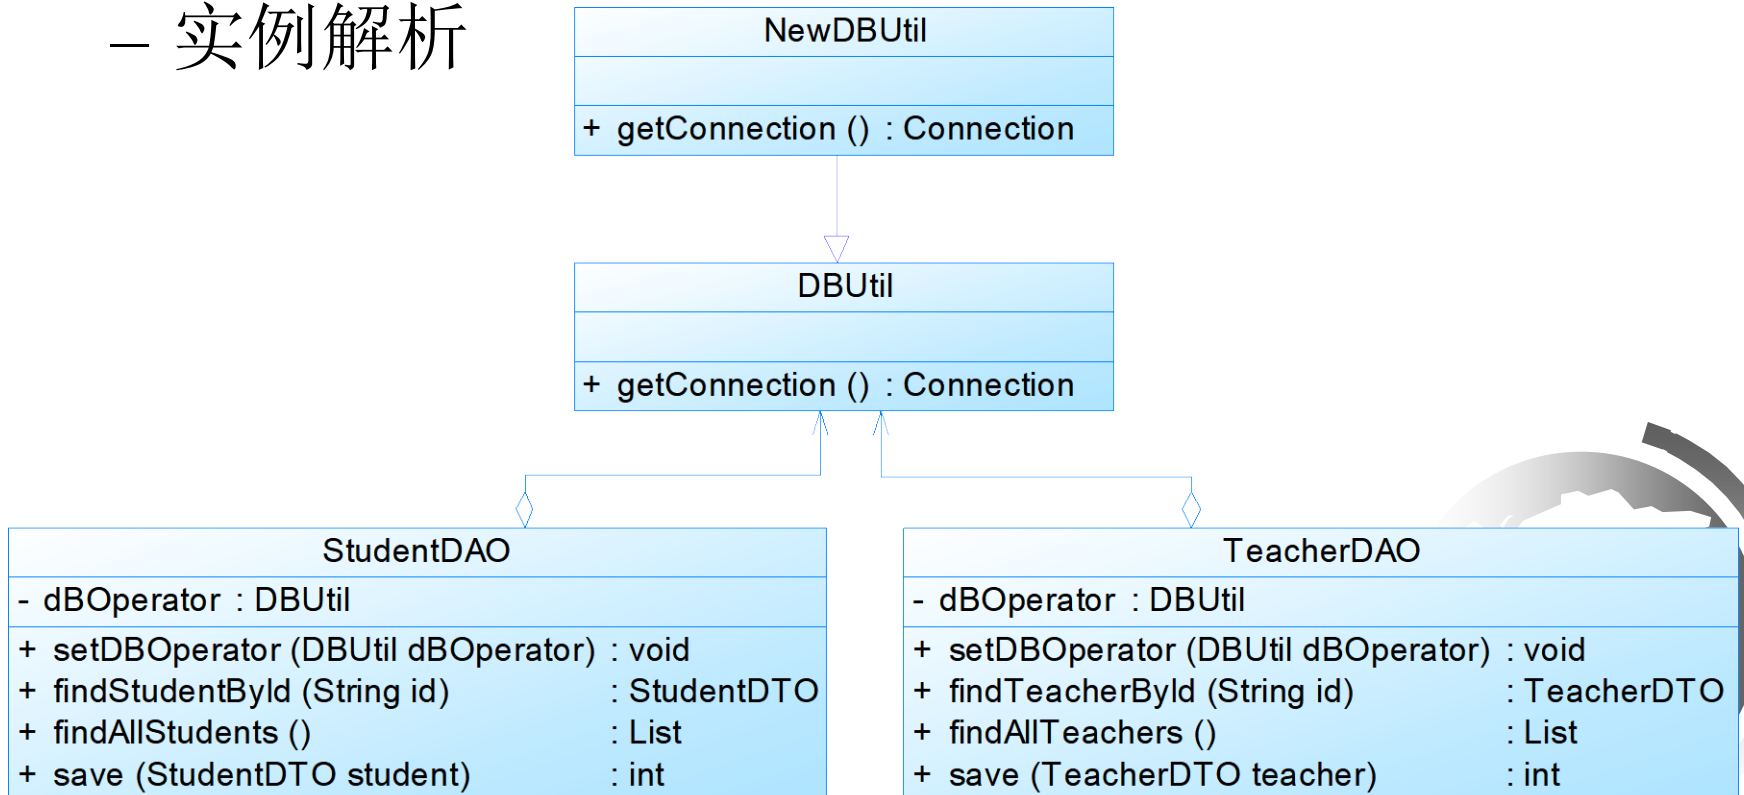 – 实例解析
NewDBUtil
+ getConnection () : Connection
DBUtil
+ getConnection () : Connection
StudentDAO
- dBOperator : DBUtil
+ setDBOperator (DBUtil dBOperator) : void
+ findStudentById (String id) : StudentDTO
+ findAllStudents () : List
+ save (StudentDTO student) : int
TeacherDAO
- dBOperator : DBUtil
+ setDBOperator (DBUtil dBOperator) : void
+ findTeacherById (String id) : TeacherDTO
+ findAllTeachers () : List
+ save (TeacherDTO teacher) : int